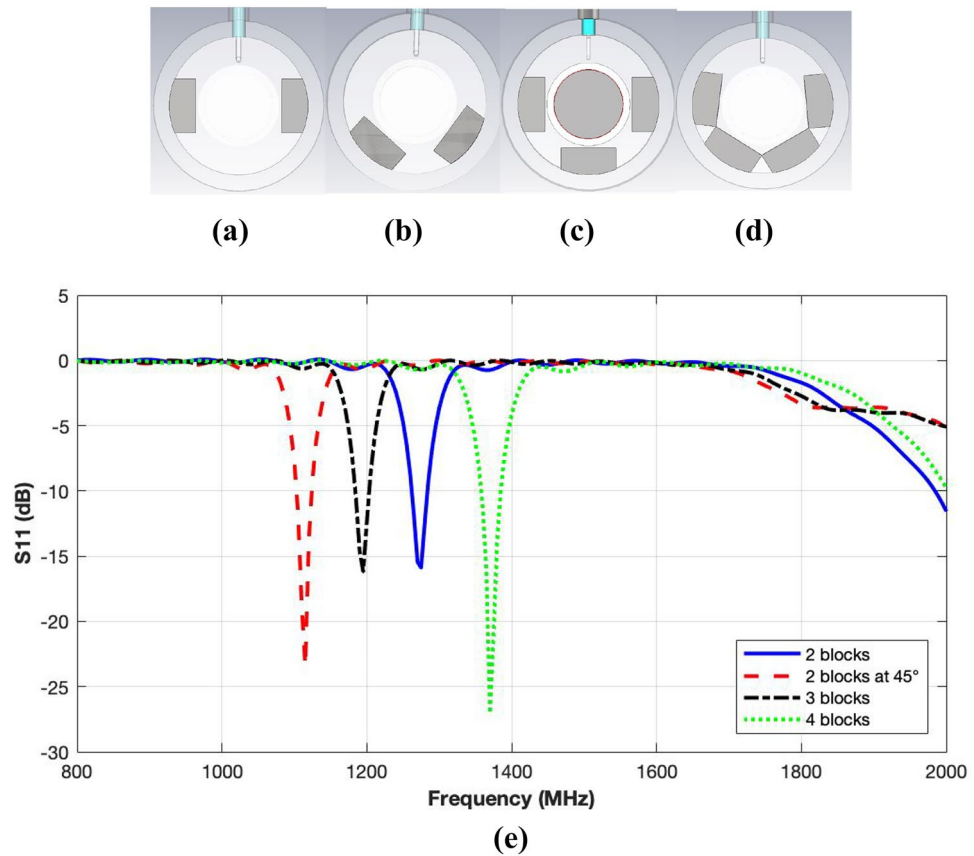 (a) (b) (c) (d)
5
0
-5
-10
-15
-20
-25
-30
S11 (dB)
2 blocks
2 blocks at 45°
3 blocks
4 blocks
800 1000 1200 1400 1600 1800 2000
Frequency (MHz)
(e)